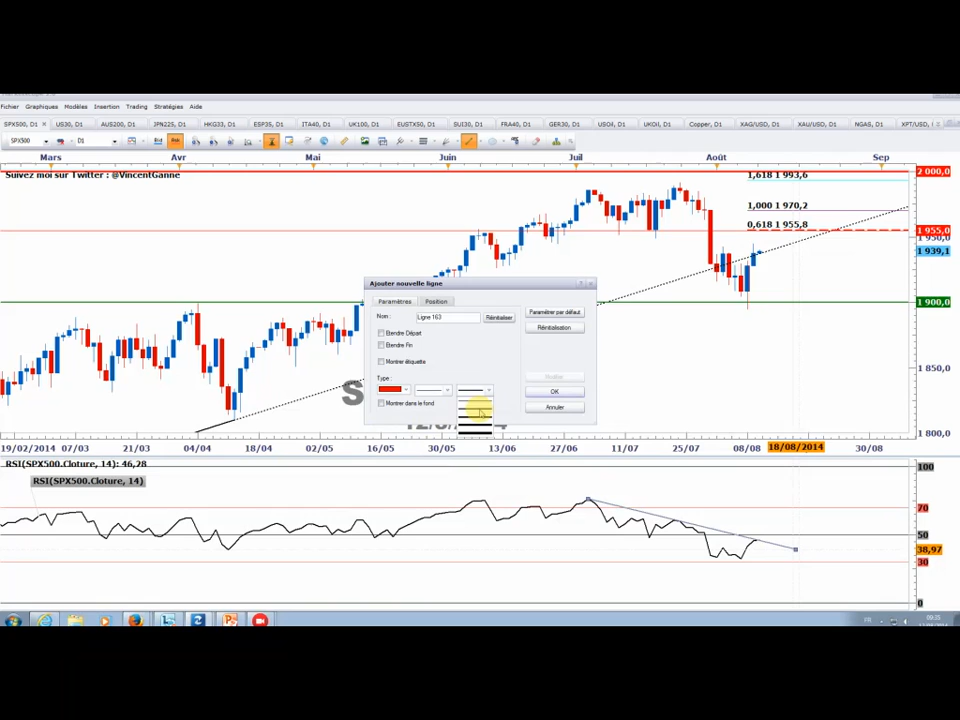 Fichier Graphiques Modèles Insertion Trading Stratégies Aide
SPX500, D1 US30, D1 AUS200, D1 JPN225, D1 HKG33, D1 ESP35, D1 ITA40, D1 UK100, D1 EUSTX50, D1 SUI30, D1 FRA40, D1 GER30, D1 USOil, D1 UKOil, D1 Copper, D1 XAG/USD, D1 XAU/USD, D1 NGAS, D1 XPT/USD,
SPX500 D1
Mars Avr Mai Juin Juil Août Sep
Suivez moi sur Twitter : @VincentGanne
1,618 1 993,6
2 000,0
1,000 1 970,2
0,618 1 955,8
1 955,0
1 939,1
1 900,0
1 850,0
1 800,0
Ajouter nouvelle ligne
Paramètres Position
Nom : Ligne 163 Réinitialiser
Paramétrer par défaut
Réinitialisation
Etendre Départ
Etendre Fin
Montrer étiquette
Type :
Montrer dans le fond
OK
Annuler
19/02/2014 07/03 25/03 10/04 18/04 02/05 16/05 30/05 13/06 27/06 11/07 25/07 08/08 18/08/2014 30/08
RSI(SPX500.Cloture, 14): 46,28
RSI(SPX500.Cloture, 14)
100
70
50
38,97
30
0
FR
09:35